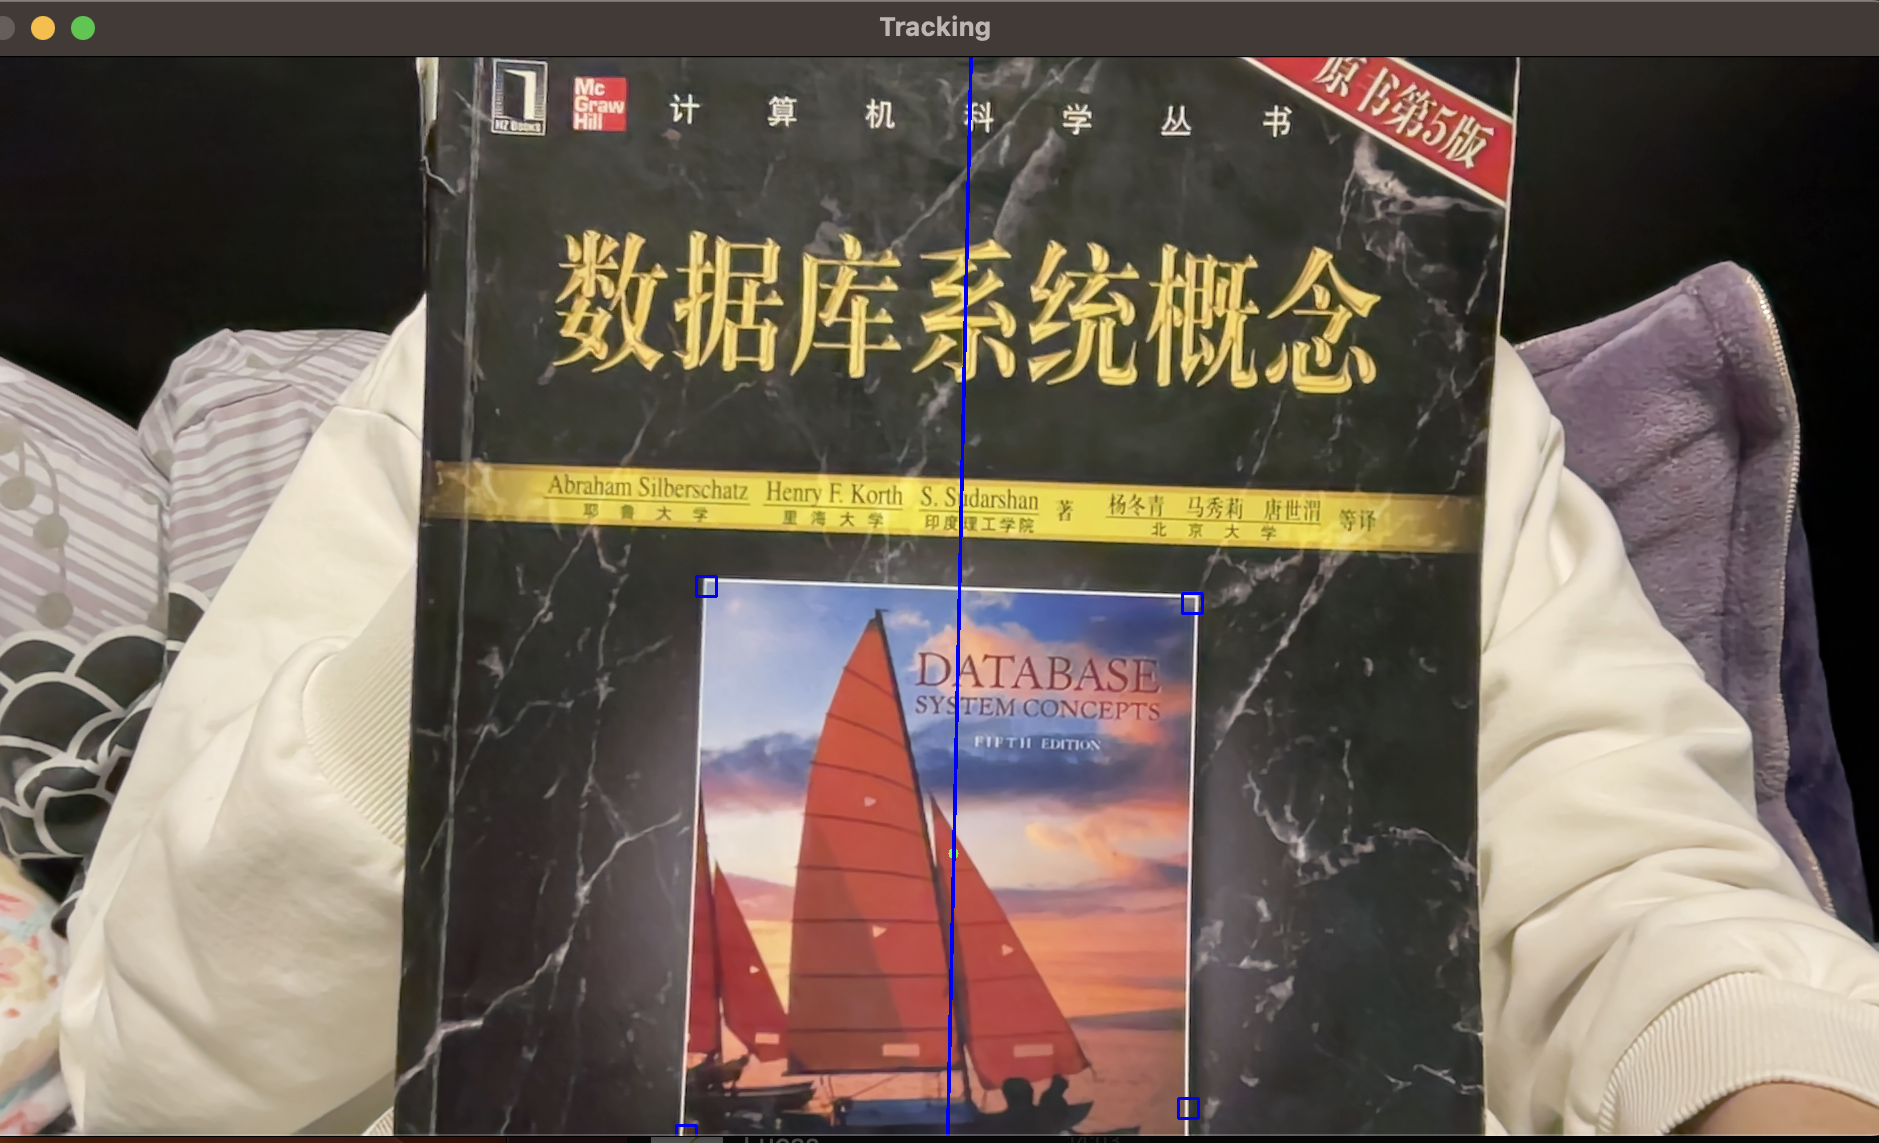 Tracking
HZ Books
Mc
Graw
Hill
计 算 机 科 学 丛 书
原书第5版
数据库系统概念
Abraham Silberschatz Henry F. Korth S. Sudarshan 著 杨冬青 马秀莉 唐世渭 等译
耶鲁大学 里海大学 印度理工学院 北京大学
DATABASE
SYSTEM CONCEPTS
FIFTH EDITION